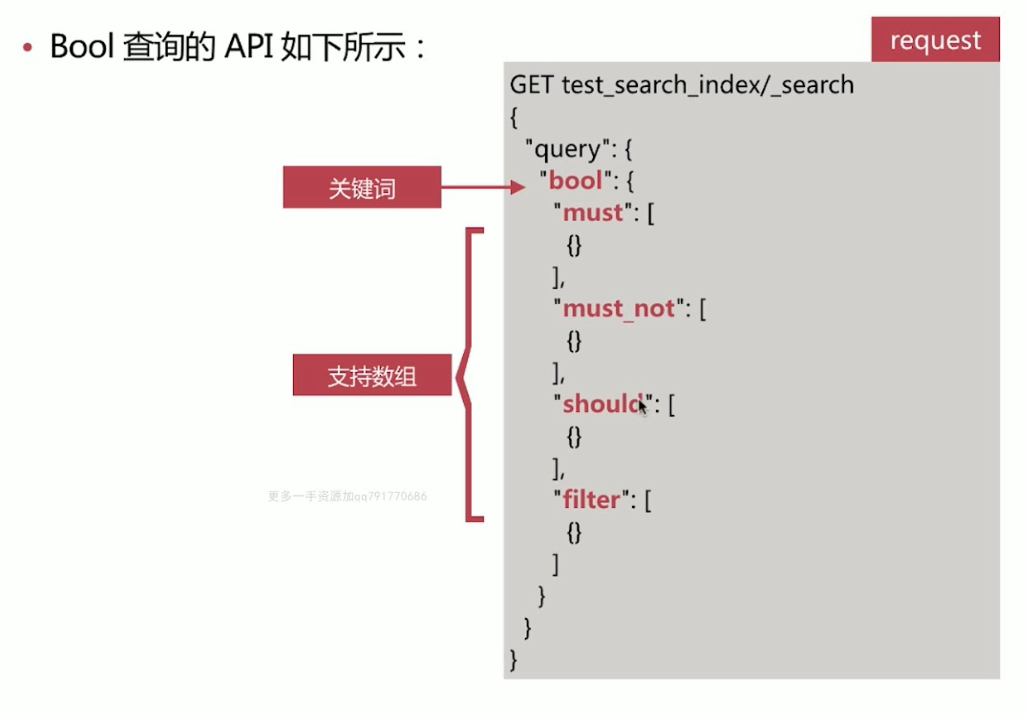 • Bool 查询的 API 如下所示：
request
GET test_search_index/_search
{
"query": {
关键词
"bool": {
"must": [
{}
],
"must_not": [
{}
支持数组
],
"should": [
{}
],
更多一手资源加qq791770686
"filter": [
{}
]
}
}
}